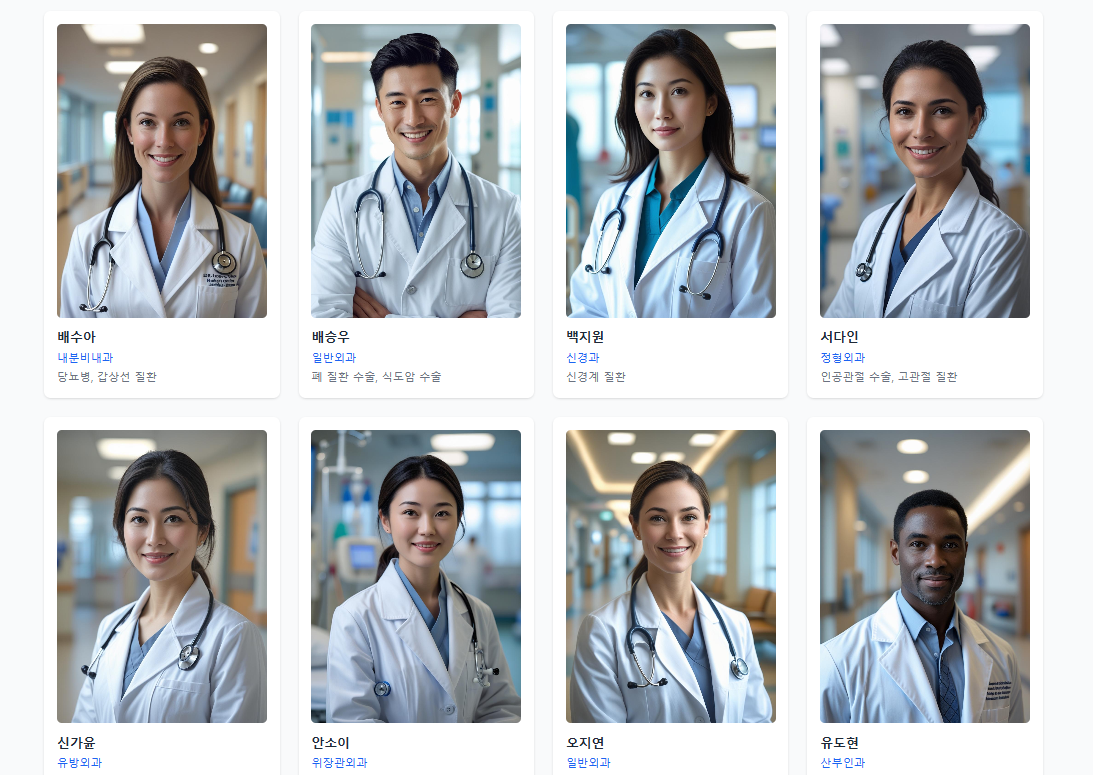 배수아
내분비내과
당뇨병, 갑상선 질환
배승우
일반외과
폐 질환 수술, 식도암 수술
백지원
신경과
신경계 질환
서다인
정형외과
인공관절 수술, 고관절 질환
신가윤
유방외과
안소이
위장관외과
오지연
일반외과
유도현
산부인과